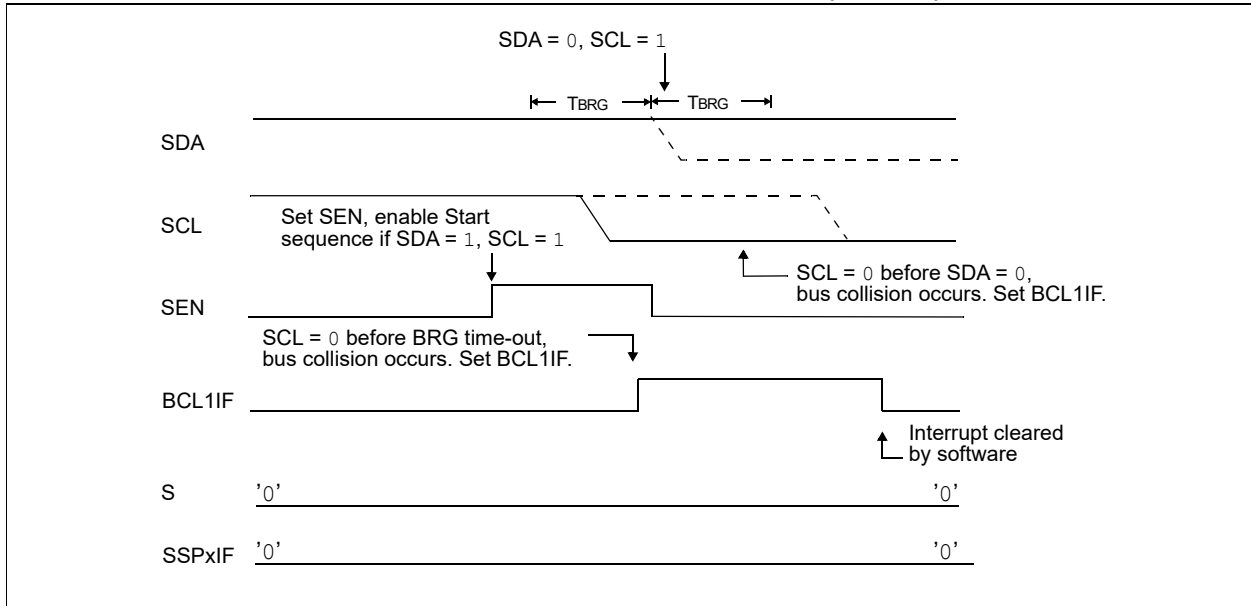 SDA = 0, SCL = 1
TBRG TBRG
SDA
SCL
Set SEN, enable Start
sequence if SDA = 1, SCL = 1
SCL = 0 before SDA = 0,
bus collision occurs. Set BCL1IF.
SEN
SCL = 0 before BRG time-out,
bus collision occurs. Set BCL1IF.
BCL1IF
Interrupt cleared
by software
S '0' '0'
SSPxIF '0' '0'